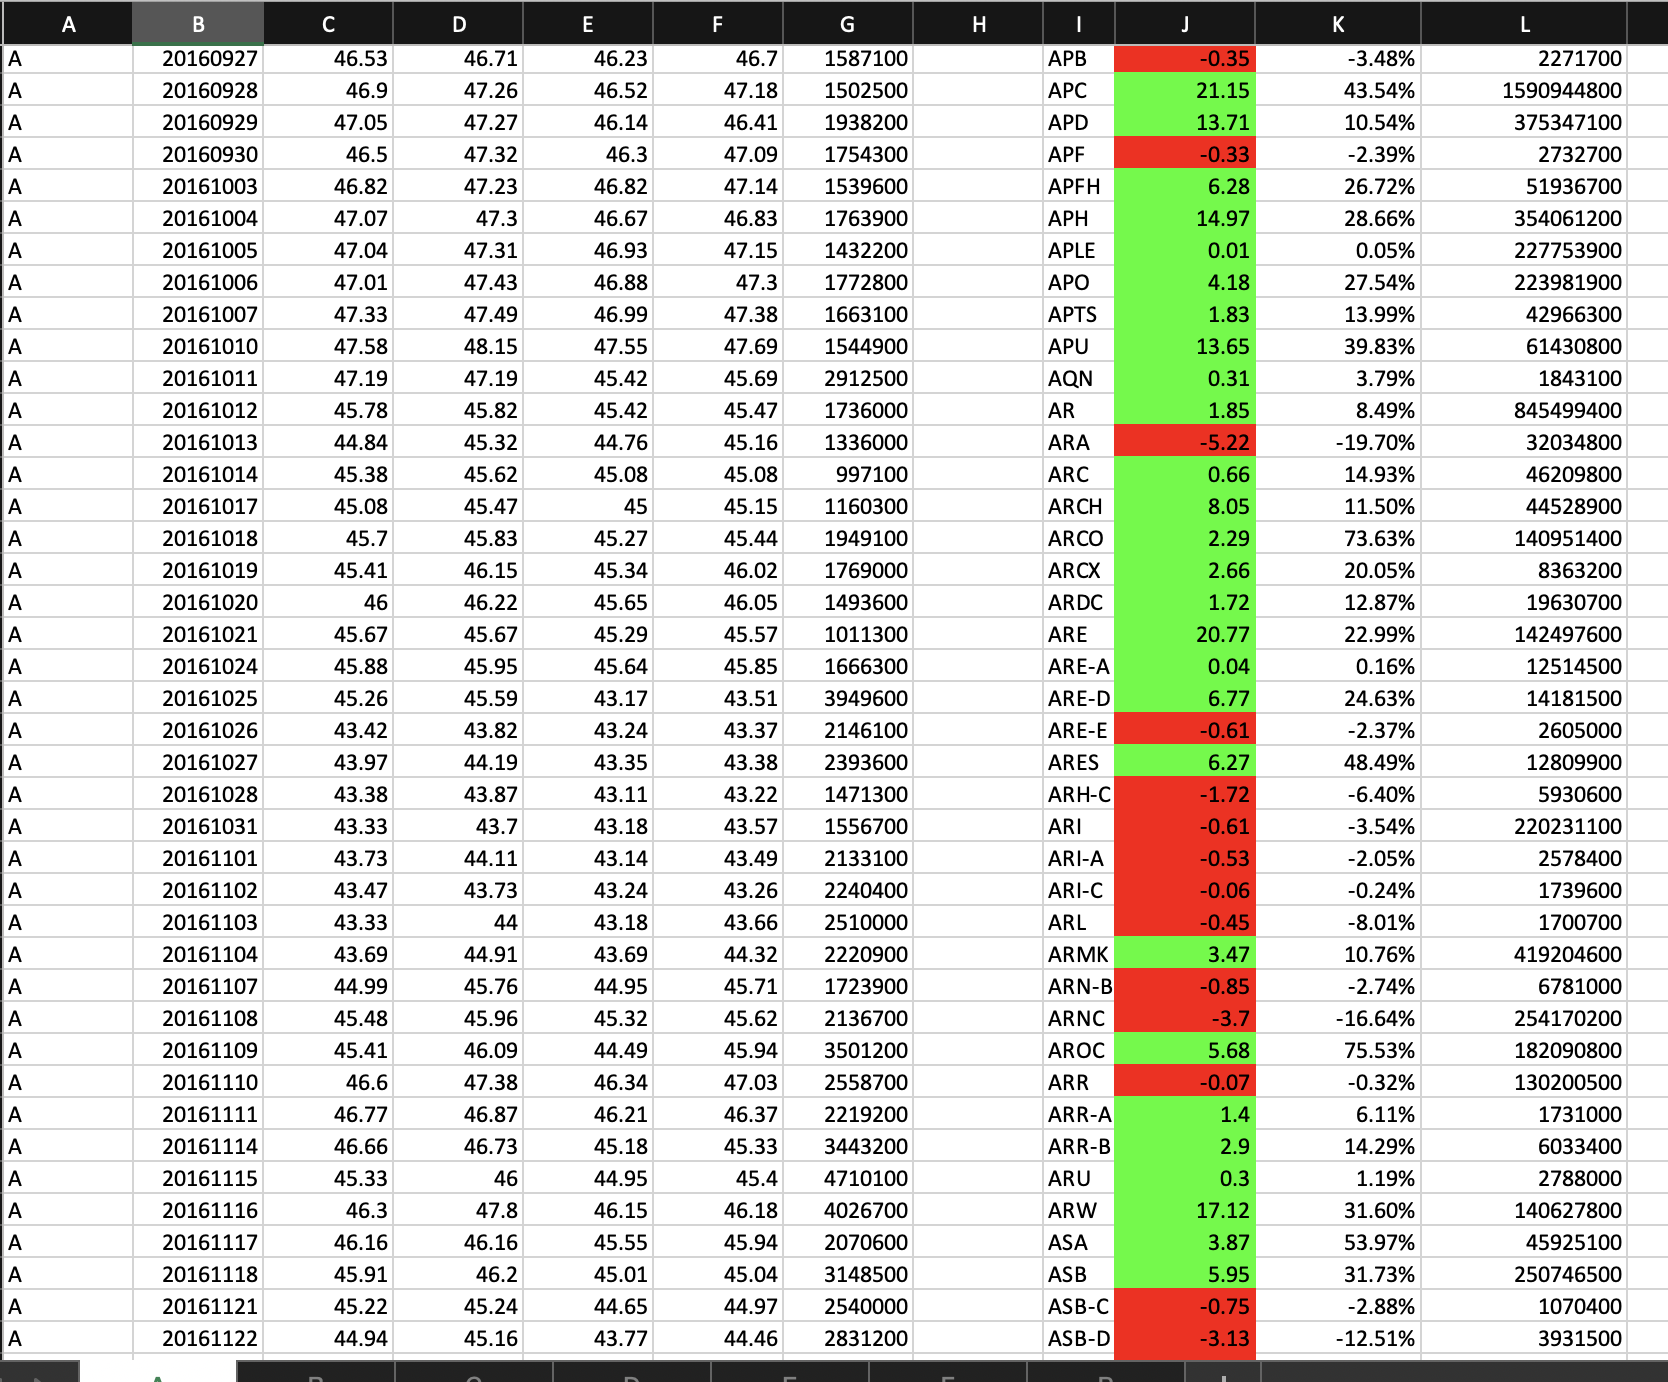 A B C D E F G H I J K L
A 20160927 46.53 46.71 46.23 46.7 1587100 APB -0.35 -3.48% 2271700
A 20160928 46.9 47.26 46.52 47.18 1502500 APC 21.15 43.54% 1590944800
A 20160929 47.05 47.27 46.14 46.41 1938200 APD 13.71 10.54% 375347100
A 20160930 46.5 47.32 46.3 47.09 1754300 APF -0.33 -2.39% 2732700
A 20161003 46.82 47.23 46.82 47.14 1539600 APFH 6.28 26.72% 51936700
A 20161004 47.07 47.3 46.67 46.83 1763900 APH 14.97 28.66% 354061200
A 20161005 47.04 47.31 46.93 47.15 1432200 APLE 0.01 0.05% 227753900
A 20161006 47.01 47.43 46.88 47.3 1772800 APO 4.18 27.54% 223981900
A 20161007 47.33 47.49 46.99 47.38 1663100 APTS 1.83 13.99% 42966300
A 20161010 47.58 48.15 47.55 47.69 1544900 APU 13.65 39.83% 61430800
A 20161011 47.19 47.19 45.42 45.69 2912500 AQN 0.31 3.79% 1843100
A 20161012 45.78 45.82 45.42 45.47 1736000 AR 1.85 8.49% 845499400
A 20161013 44.84 45.32 44.76 45.16 1336000 ARA -5.22 -19.70% 32034800
A 20161014 45.38 45.62 45.08 45.08 997100 ARC 0.66 14.93% 46209800
A 20161017 45.08 45.47 45 45.15 1160300 ARCH 8.05 11.50% 44528900
A 20161018 45.7 45.83 45.27 45.44 1949100 ARCO 2.29 73.63% 140951400
A 20161019 45.41 46.15 45.34 46.02 1769000 ARCX 2.66 20.05% 8363200
A 20161020 46 46.22 45.65 46.05 1493600 ARDC 1.72 12.87% 19630700
A 20161021 45.67 45.67 45.29 45.57 1011300 ARE 20.77 22.99% 142497600
A 20161024 45.88 45.95 45.64 45.85 1666300 ARE-A 0.04 0.16% 12514500
A 20161025 45.26 45.59 43.17 43.51 3949600 ARE-D 6.77 24.63% 14181500
A 20161026 43.42 43.82 43.24 43.37 2146100 ARE-E -0.61 -2.37% 2605000
A 20161027 43.97 44.19 43.35 43.38 2393600 ARES 6.27 48.49% 12809900
A 20161028 43.38 43.87 43.11 43.22 1471300 ARH-C -1.72 -6.40% 5930600
A 20161031 43.33 43.7 43.18 43.57 1556700 ARI -0.61 -3.54% 220231100
A 20161101 43.73 44.11 43.14 43.49 2133100 ARI-A -0.53 -2.05% 2578400
A 20161102 43.47 43.73 43.24 43.26 2240400 ARI-C -0.06 -0.24% 1739600
A 20161103 43.33 44 43.18 43.66 2510000 ARL -0.45 -8.01% 1700700
A 20161104 43.69 44.91 43.69 44.32 2220900 ARMK 3.47 10.76% 419204600
A 20161107 44.99 45.76 44.95 45.71 1723900 ARN-B -0.85 -2.74% 6781000
A 20161108 45.48 45.96 45.32 45.62 2136700 ARNC -3.7 -16.64% 254170200
A 20161109 45.41 46.09 44.49 45.94 3501200 AROC 5.68 75.53% 182090800
A 20161110 46.6 47.38 46.34 47.03 2558700 ARR -0.07 -0.32% 130200500
A 20161111 46.77 46.87 46.21 46.37 2219200 ARR-A 1.4 6.11% 1731000
A 20161114 46.66 46.73 45.18 45.33 3443200 ARR-B 2.9 14.29% 6033400
A 20161115 45.33 46 44.95 45.4 4710100 ARU 0.3 1.19% 2788000
A 20161116 46.3 47.8 46.15 46.18 4026700 ARW 17.12 31.60% 140627800
A 20161117 46.16 46.16 45.55 45.94 2070600 ASA 3.87 53.97% 45925100
A 20161118 45.91 46.2 45.01 45.04 3148500 ASB 5.95 31.73% 250746500
A 20161121 45.22 45.24 44.65 44.97 2540000 ASB-C -0.75 -2.88% 1070400
A 20161122 44.94 45.16 43.77 44.46 2831200 ASB-D -3.13 -12.51% 3931500